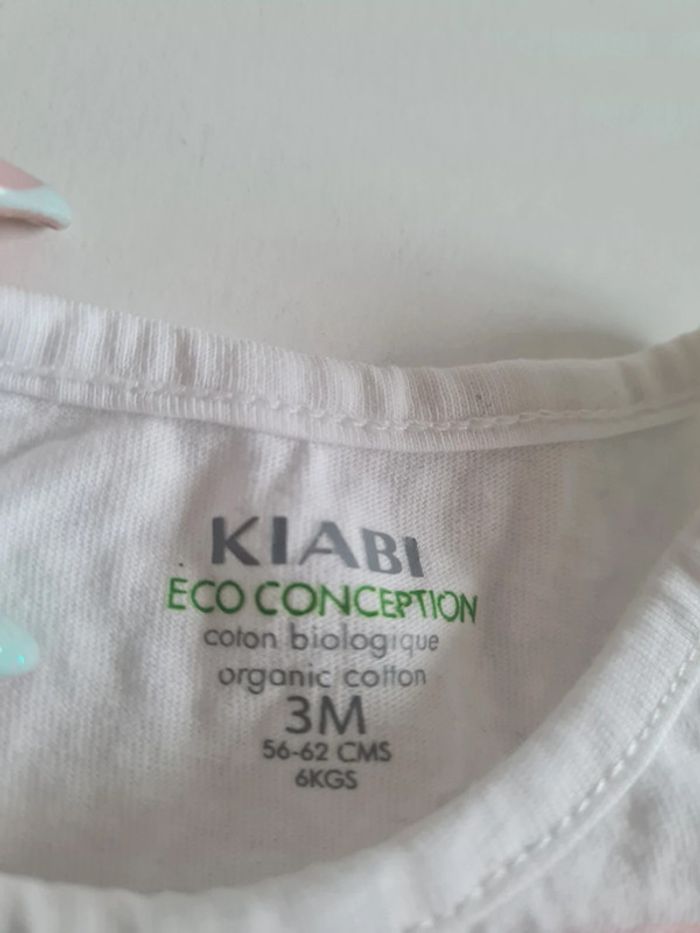 KIABI
ECO CONCEPTION
coton biologique
organic cotton
3M
56-62 CMS
6KGS